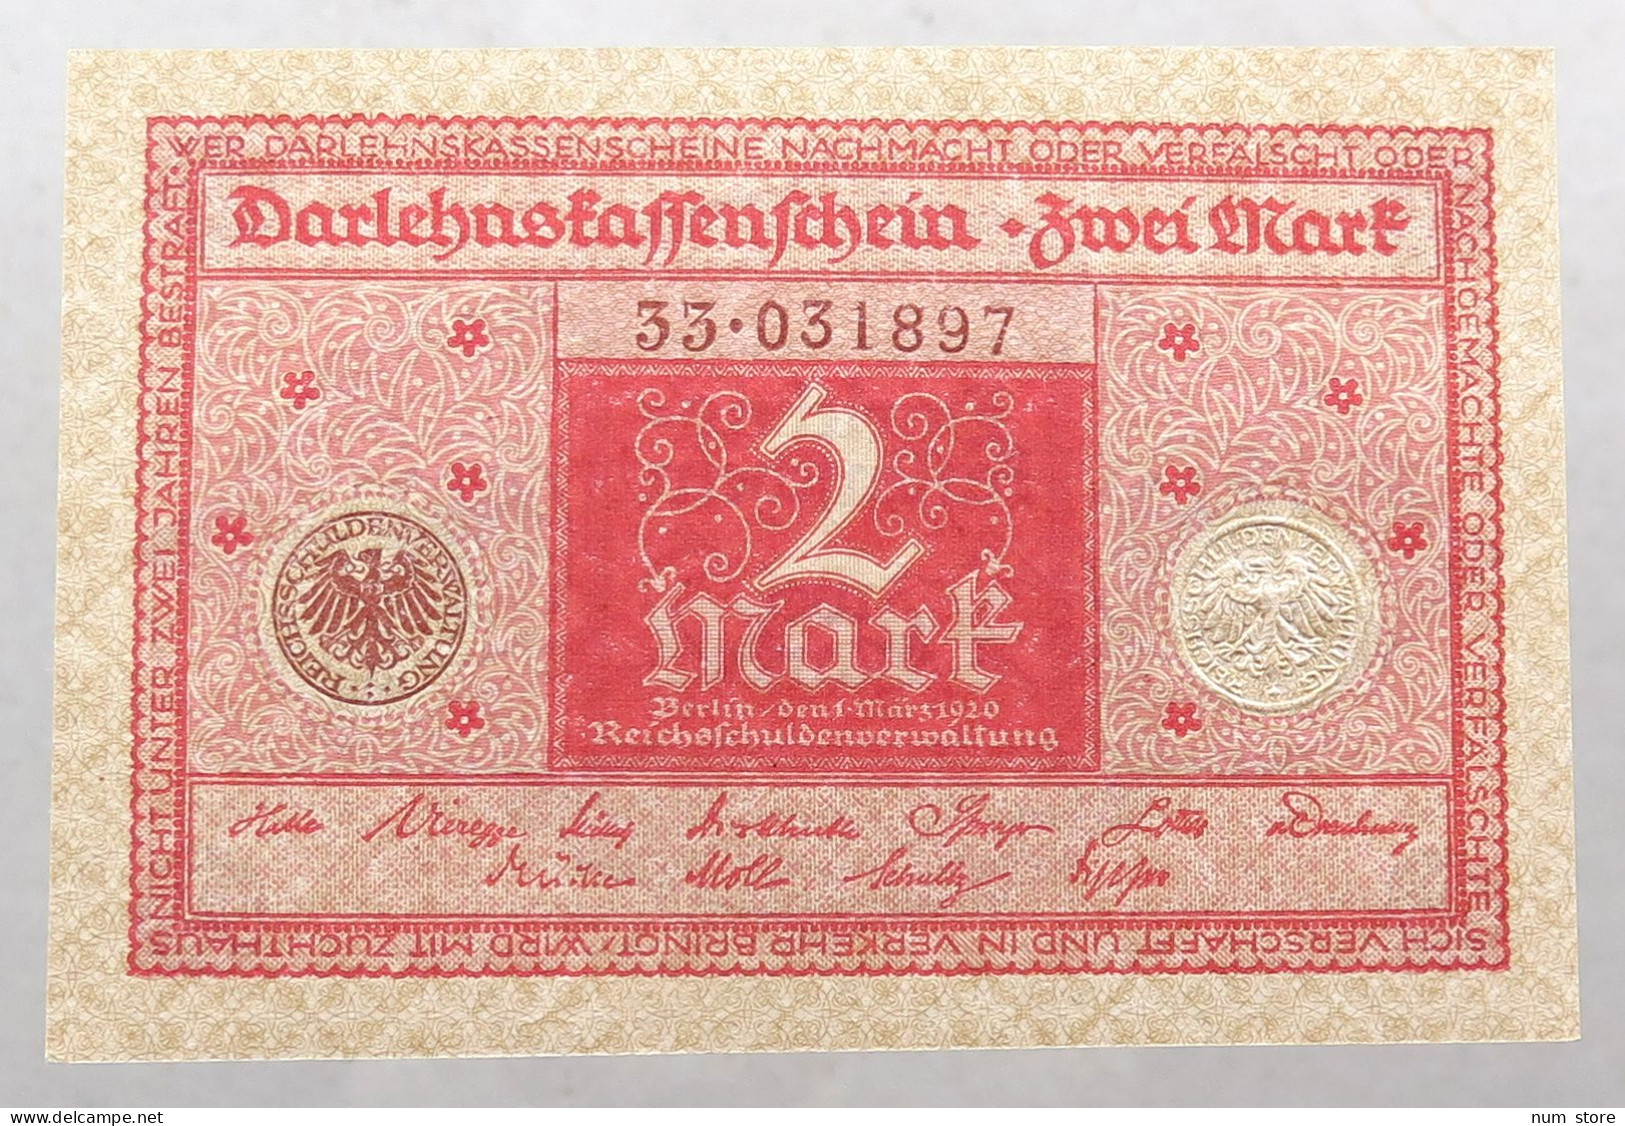 WER DARLEHNSKASSENSCHEINE NACHMACHT ODER VERFÄLSCHT ODER
NACHGEMACHTE ODER VERFÄLSCHTE
SICH VERSCHAFFT UND IN VERKEHR BRINGT, WIRD MIT ZUCHTHAUS
NICHT UNTER ZWEI JAHREN BESTRAFT·
Darlehnskassenschein · Zwei Mark
33·031897
2
Mark
Berlin, den 1. März 1920
Reichsschuldenverwaltung
REICHSSCHULDENVERWALTUNG
REICHSSCHULDENVERWALTUNG
Moll Schultz
www.delcampe.net
num store